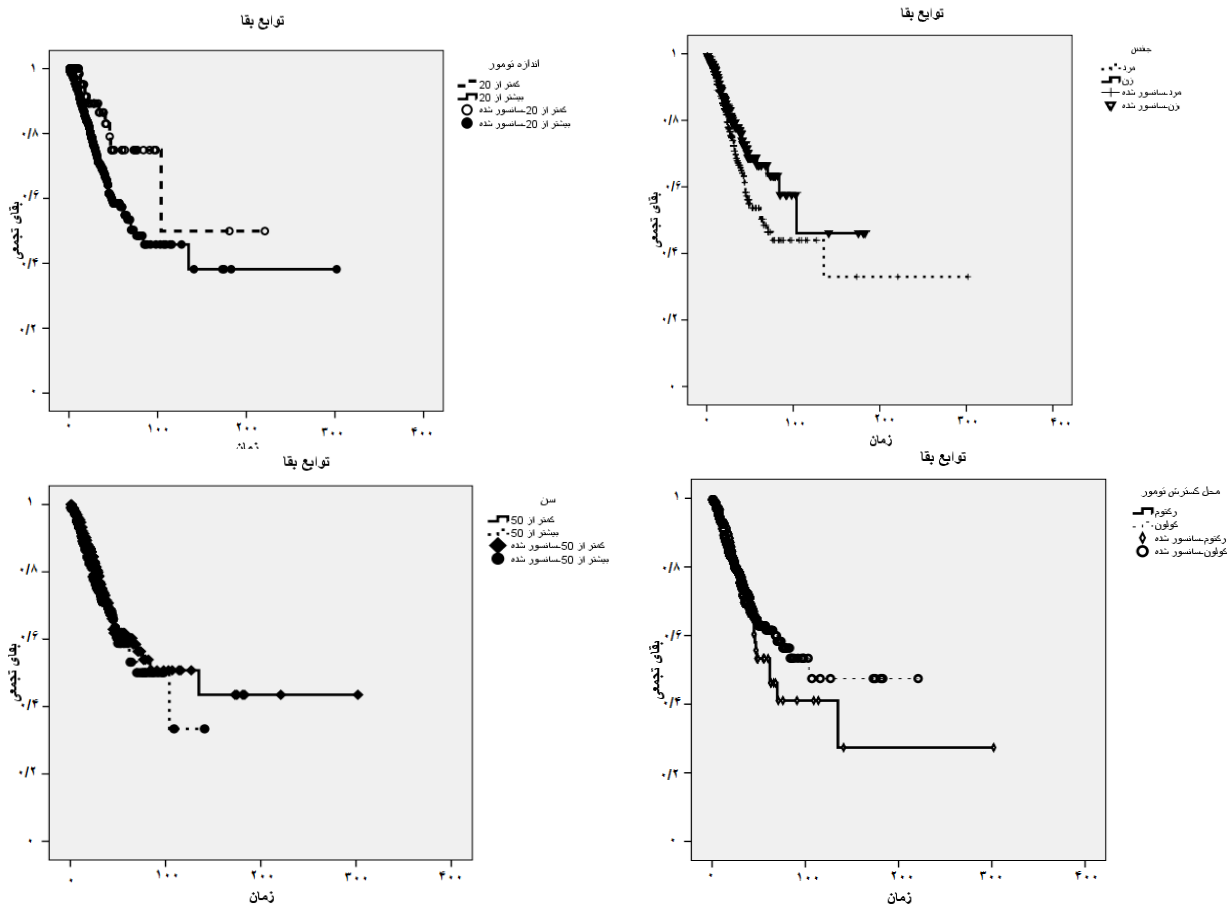 توابع بقا
اندازه تومور
کمتر از 20
بیشتر از 20
کمتر از 20-سانسور شده
بیشتر از 20-سانسور شده
۱
۰/۸
۰/۶
۰/۴
۰/۲
۰
بقای تجمعی
۰ ۱۰۰ ۲۰۰ ۳۰۰ ۴۰۰
زمان
توابع بقا
جنس
مرد
زن
مرد-سانسور شده
زن-سانسور شده
۱
۰/۸
۰/۶
۰/۴
۰/۲
۰
بقای تجمعی
۰ ۱۰۰ ۲۰۰ ۳۰۰ ۴۰۰
زمان
توابع بقا
سن
کمتر از 50
بیشتر از 50
کمتر از 50-سانسور شده
بیشتر از 50-سانسور شده
۱
۰/۸
۰/۶
۰/۴
۰/۲
۰
بقای تجمعی
۰ ۱۰۰ ۲۰۰ ۳۰۰ ۴۰۰
زمان
توابع بقا
محل گسترش تومور
رکتوم
کولون
رکتوم-سانسور شده
کولون-سانسور شده
۱
۰/۸
۰/۶
۰/۴
۰/۲
۰
بقای تجمعی
۰ ۱۰۰ ۲۰۰ ۳۰۰ ۴۰۰
زمان